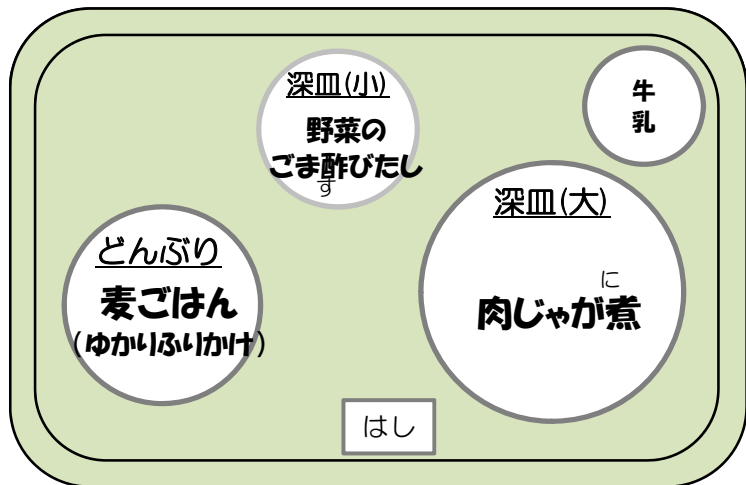 深皿(小)
野菜の
ごま酢びたし
す
牛
乳
深皿(大)
に
肉じゃが煮
どんぶり
麦ごはん
(ゆかりふりかけ)
はし